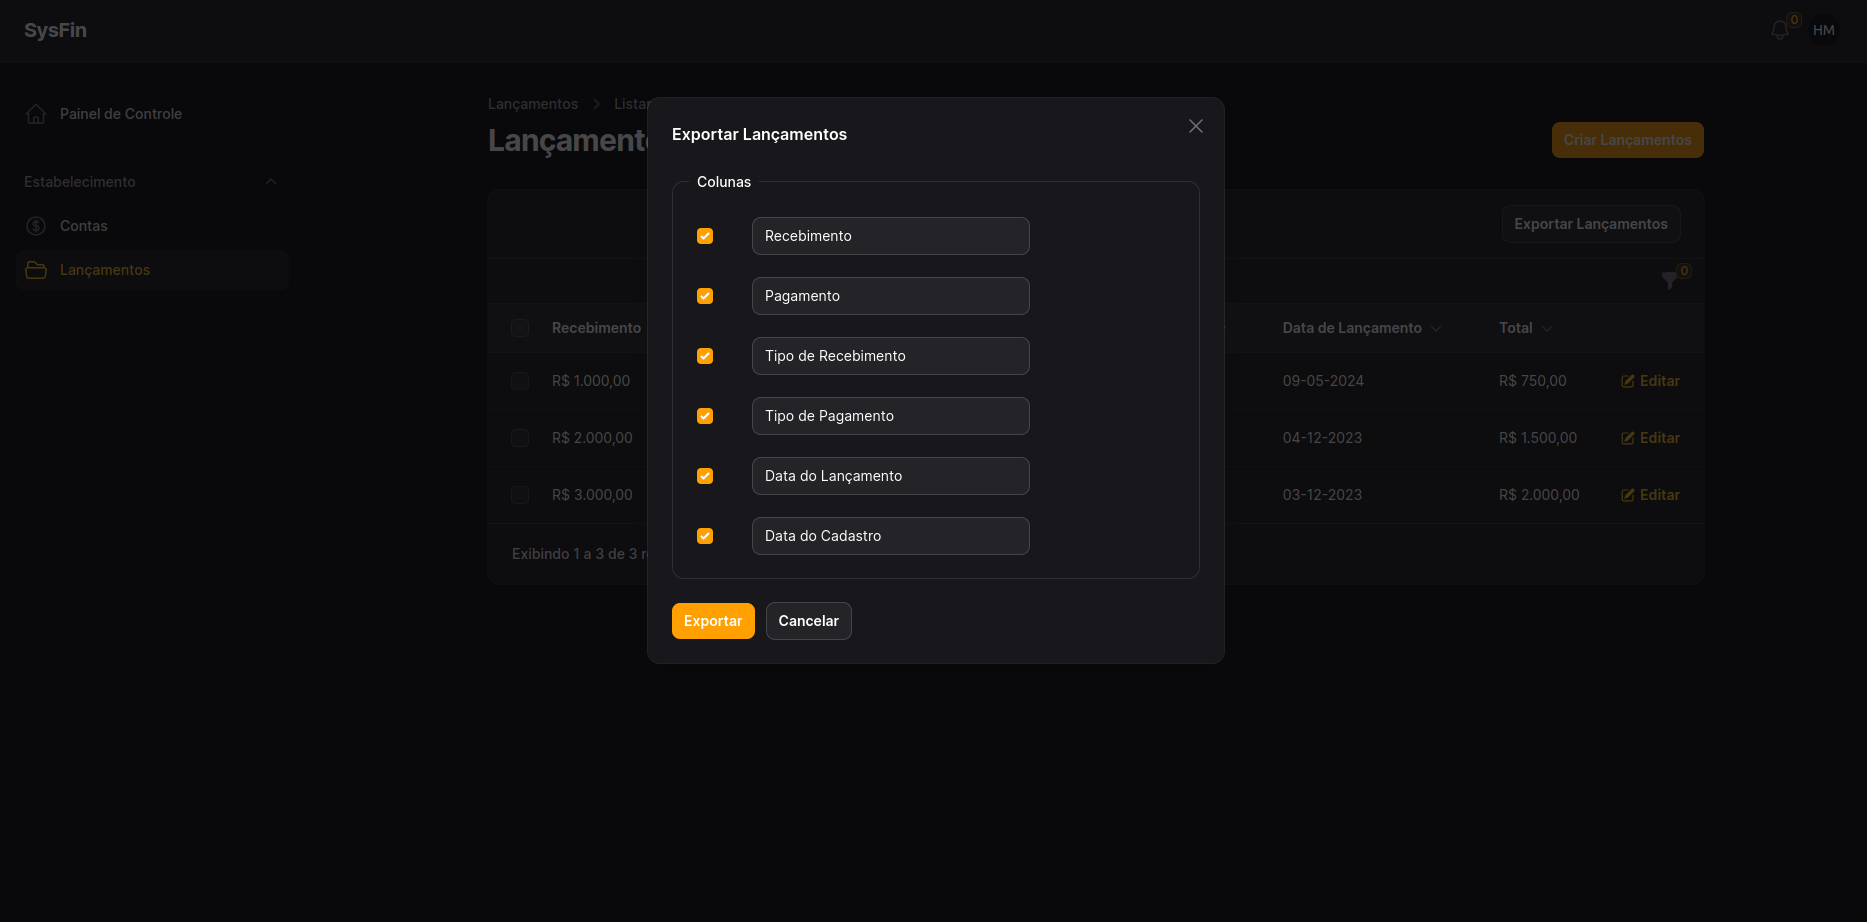 SysFin
0
HM
Painel de Controle
Estabelecimento
Contas
Lançamentos
Lançamentos > Listar
Lançamento
Criar Lançamentos
Exportar Lançamentos
0
Recebimento Data de Lançamento Total
R$ 1.000,00 09-05-2024 R$ 750,00 Editar
R$ 2.000,00 04-12-2023 R$ 1.500,00 Editar
R$ 3.000,00 03-12-2023 R$ 2.000,00 Editar
Exibindo 1 a 3 de 3
Exportar Lançamentos
Colunas
Recebimento
Pagamento
Tipo de Recebimento
Tipo de Pagamento
Data do Lançamento
Data do Cadastro
Exportar Cancelar